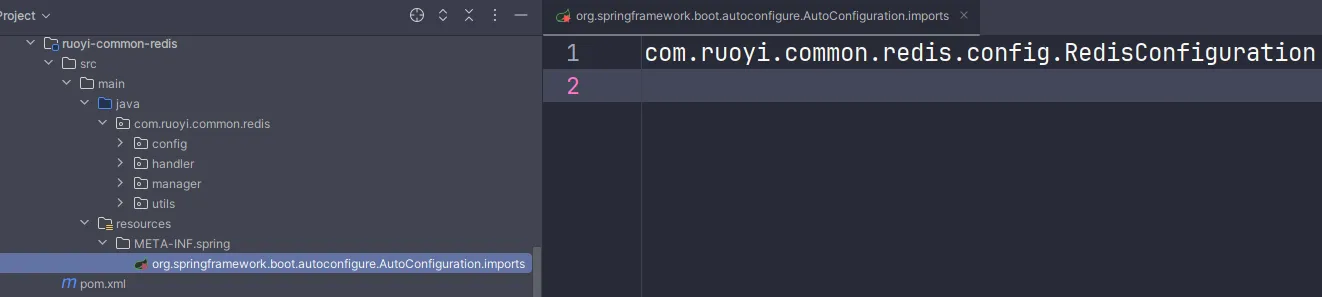 Project
org.springframework.boot.autoconfigure.AutoConfiguration.imports
ruoyi-common-redis
src
main
java
com.ruoyi.common.redis
config
handler
manager
utils
resources
META-INF.spring
org.springframework.boot.autoconfigure.AutoConfiguration.imports
pom.xml
1 com.ruoyi.common.redis.config.RedisConfiguration
2